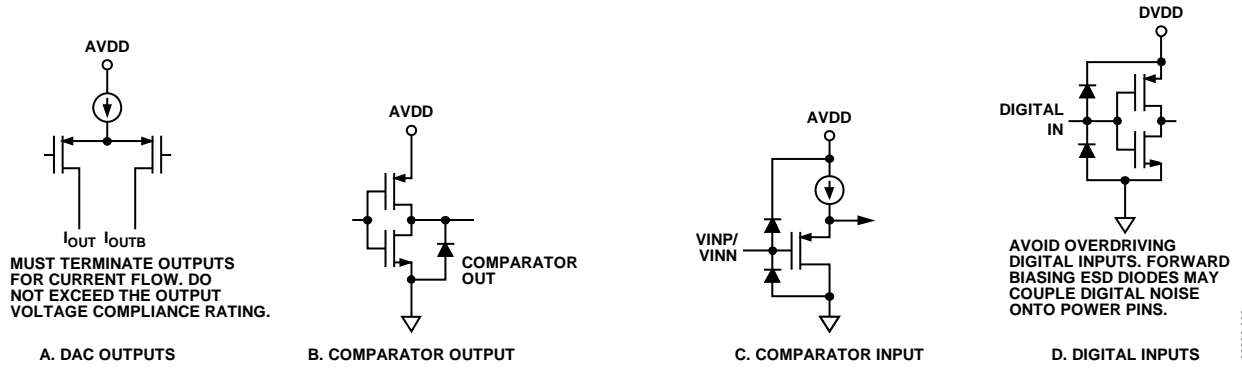 AVDD
IOUT IOUTB
MUST TERMINATE OUTPUTS
FOR CURRENT FLOW. DO
NOT EXCEED THE OUTPUT
VOLTAGE COMPLIANCE RATING.
A. DAC OUTPUTS
AVDD
COMPARATOR
OUT
B. COMPARATOR OUTPUT
AVDD
VINP/
VINN
C. COMPARATOR INPUT
DVDD
DIGITAL
IN
AVOID OVERDRIVING
DIGITAL INPUTS. FORWARD
BIASING ESD DIODES MAY
COUPLE DIGITAL NOISE
ONTO POWER PINS.
D. DIGITAL INPUTS